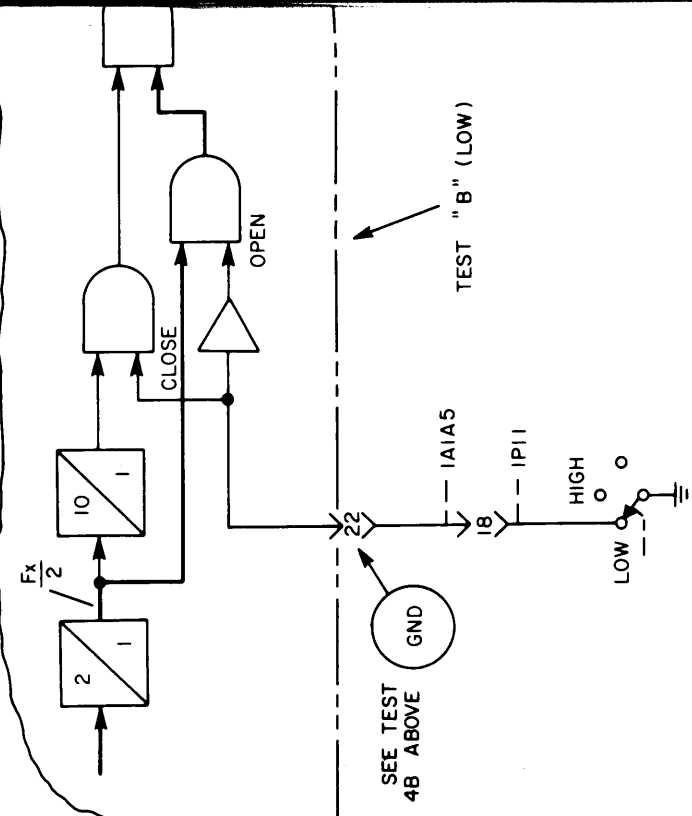 TEST "B" (LOW)
OPEN
CLOSE
10
1
Fx
2
2
1
22
1A1A5
18
1P11
HIGH
LOW
GND
SEE TEST
4B ABOVE